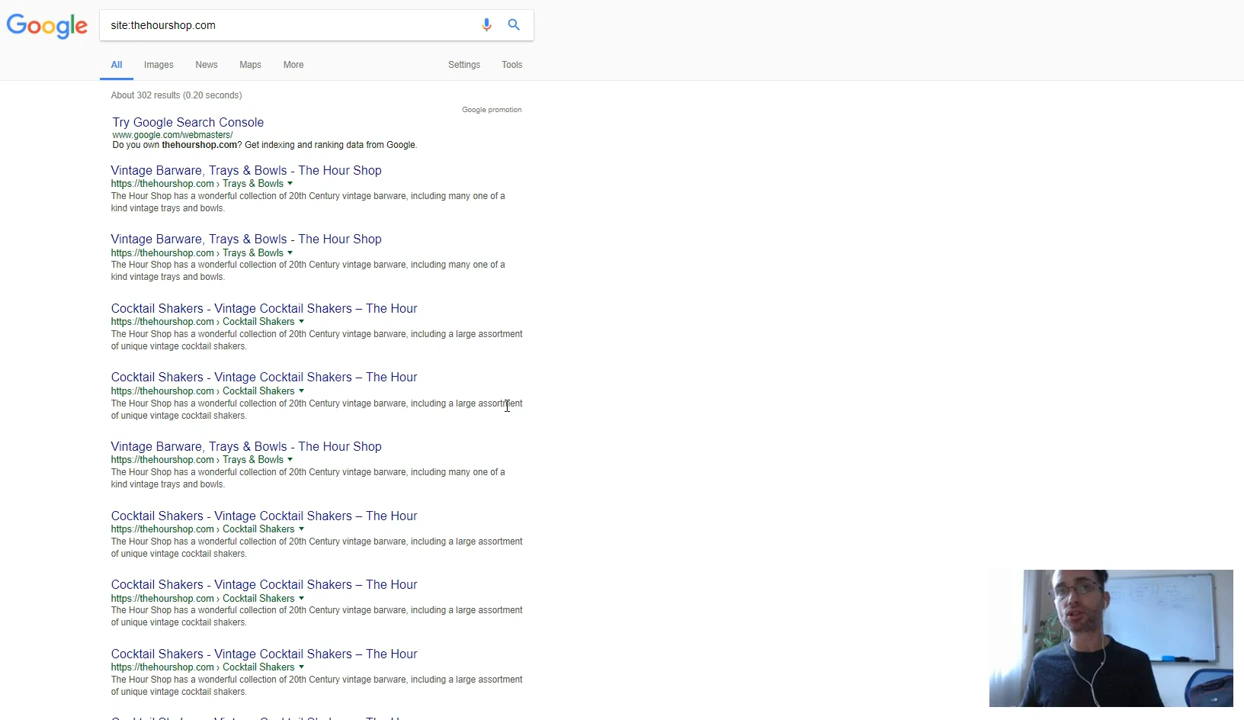 Google
site:thehourshop.com
All Images News Maps More Settings Tools
About 302 results (0.20 seconds)
Google promotion
Try Google Search Console
www.google.com/webmasters/
Do you own thehourshop.com? Get indexing and ranking data from Google.
Vintage Barware, Trays & Bowls - The Hour Shop
https://thehourshop.com › Trays & Bowls
The Hour Shop has a wonderful collection of 20th Century vintage barware, including many one of a
kind vintage trays and bowls.
Vintage Barware, Trays & Bowls - The Hour Shop
https://thehourshop.com › Trays & Bowls
The Hour Shop has a wonderful collection of 20th Century vintage barware, including many one of a
kind vintage trays and bowls.
Cocktail Shakers - Vintage Cocktail Shakers – The Hour
https://thehourshop.com › Cocktail Shakers
The Hour Shop has a wonderful collection of 20th Century vintage barware, including a large assortment
of unique vintage cocktail shakers.
Cocktail Shakers - Vintage Cocktail Shakers – The Hour
https://thehourshop.com › Cocktail Shakers
The Hour Shop has a wonderful collection of 20th Century vintage barware, including a large assortment
of unique vintage cocktail shakers.
Vintage Barware, Trays & Bowls - The Hour Shop
https://thehourshop.com › Trays & Bowls
The Hour Shop has a wonderful collection of 20th Century vintage barware, including many one of a
kind vintage trays and bowls.
Cocktail Shakers - Vintage Cocktail Shakers – The Hour
https://thehourshop.com › Cocktail Shakers
The Hour Shop has a wonderful collection of 20th Century vintage barware, including a large assortment
of unique vintage cocktail shakers.
Cocktail Shakers - Vintage Cocktail Shakers – The Hour
https://thehourshop.com › Cocktail Shakers
The Hour Shop has a wonderful collection of 20th Century vintage barware, including a large assortment
of unique vintage cocktail shakers.
Cocktail Shakers - Vintage Cocktail Shakers – The Hour
https://thehourshop.com › Cocktail Shakers
The Hour Shop has a wonderful collection of 20th Century vintage barware, including a large assortment
of unique vintage cocktail shakers.